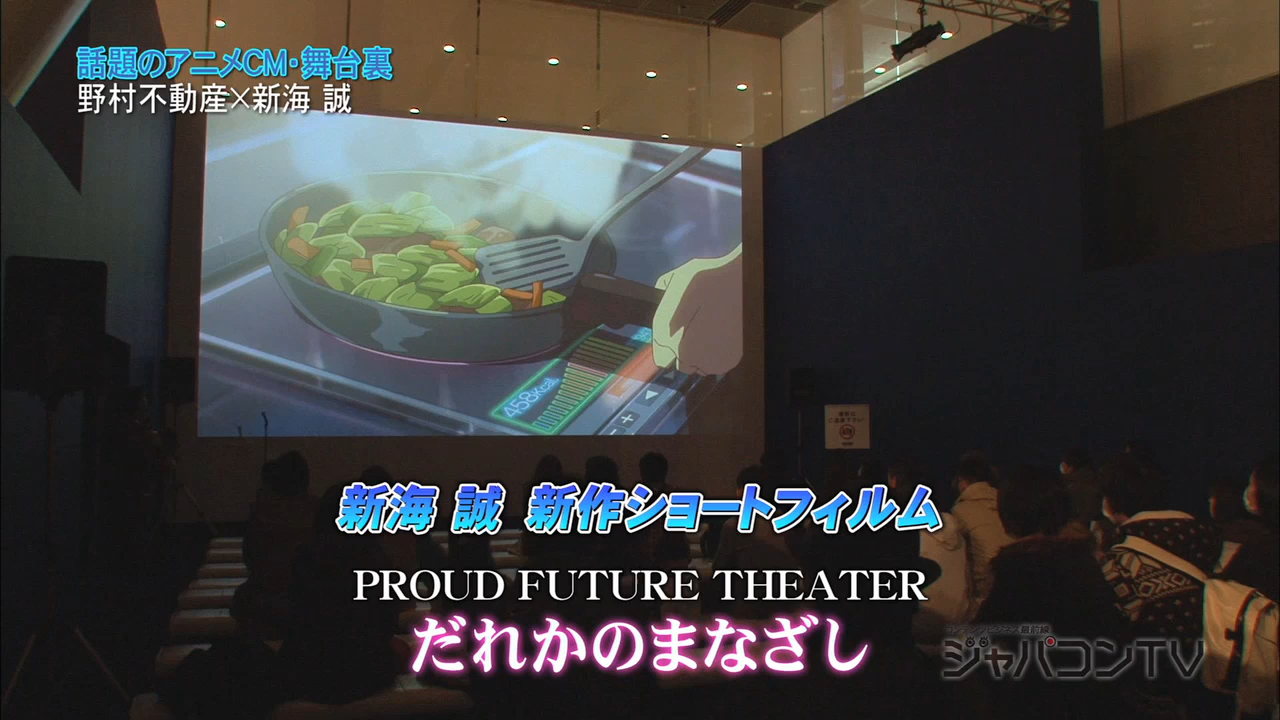 話題のアニメCM・舞台裏
野村不動産×新海 誠
458Kcal
新海 誠 新作ショートフィルム
PROUD FUTURE THEATER
だれかのまなざし
ジャパコンTV